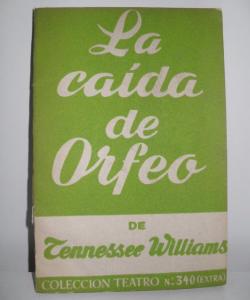 La
caída
de
Orfeo
DE
Tennessee Williams
COLECCION TEATRO N.º 340 (EXTRA)